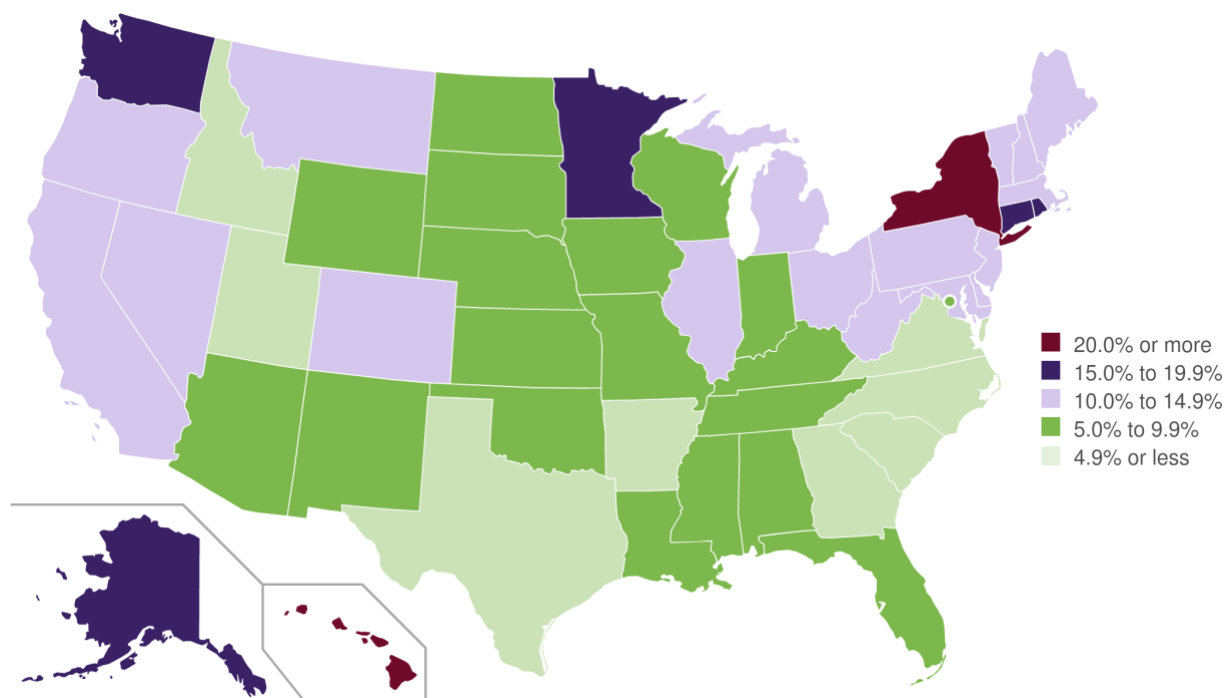 20.0% or more
15.0% to 19.9%
10.0% to 14.9%
5.0% to 9.9%
4.9% or less